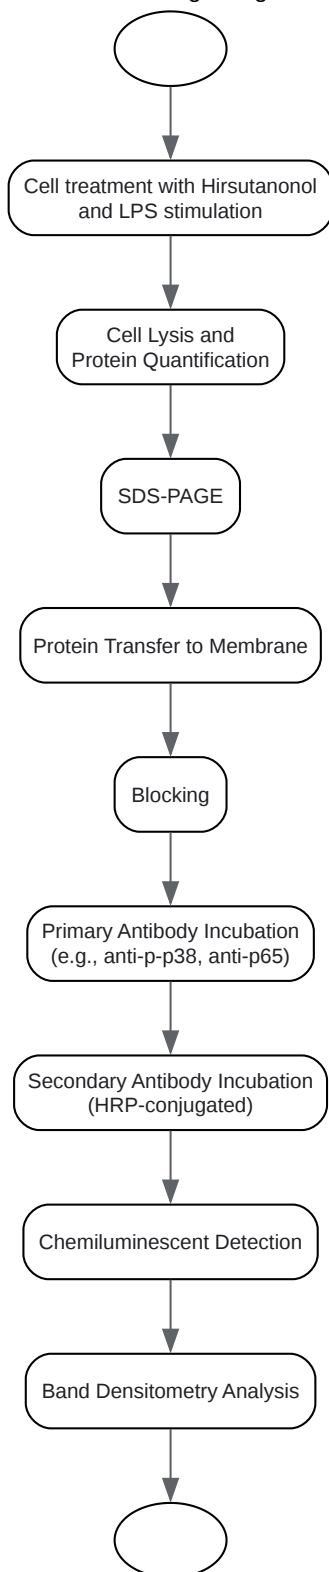 Cell treatment with Hirsutanonol
and LPS stimulation
Cell Lysis and
Protein Quantification
SDS-PAGE
Protein Transfer to Membrane
Blocking
Primary Antibody Incubation
(e.g., anti-p-p38, anti-p65)
Secondary Antibody Incubation
(HRP-conjugated)
Chemiluminescent Detection
Band Densitometry Analysis